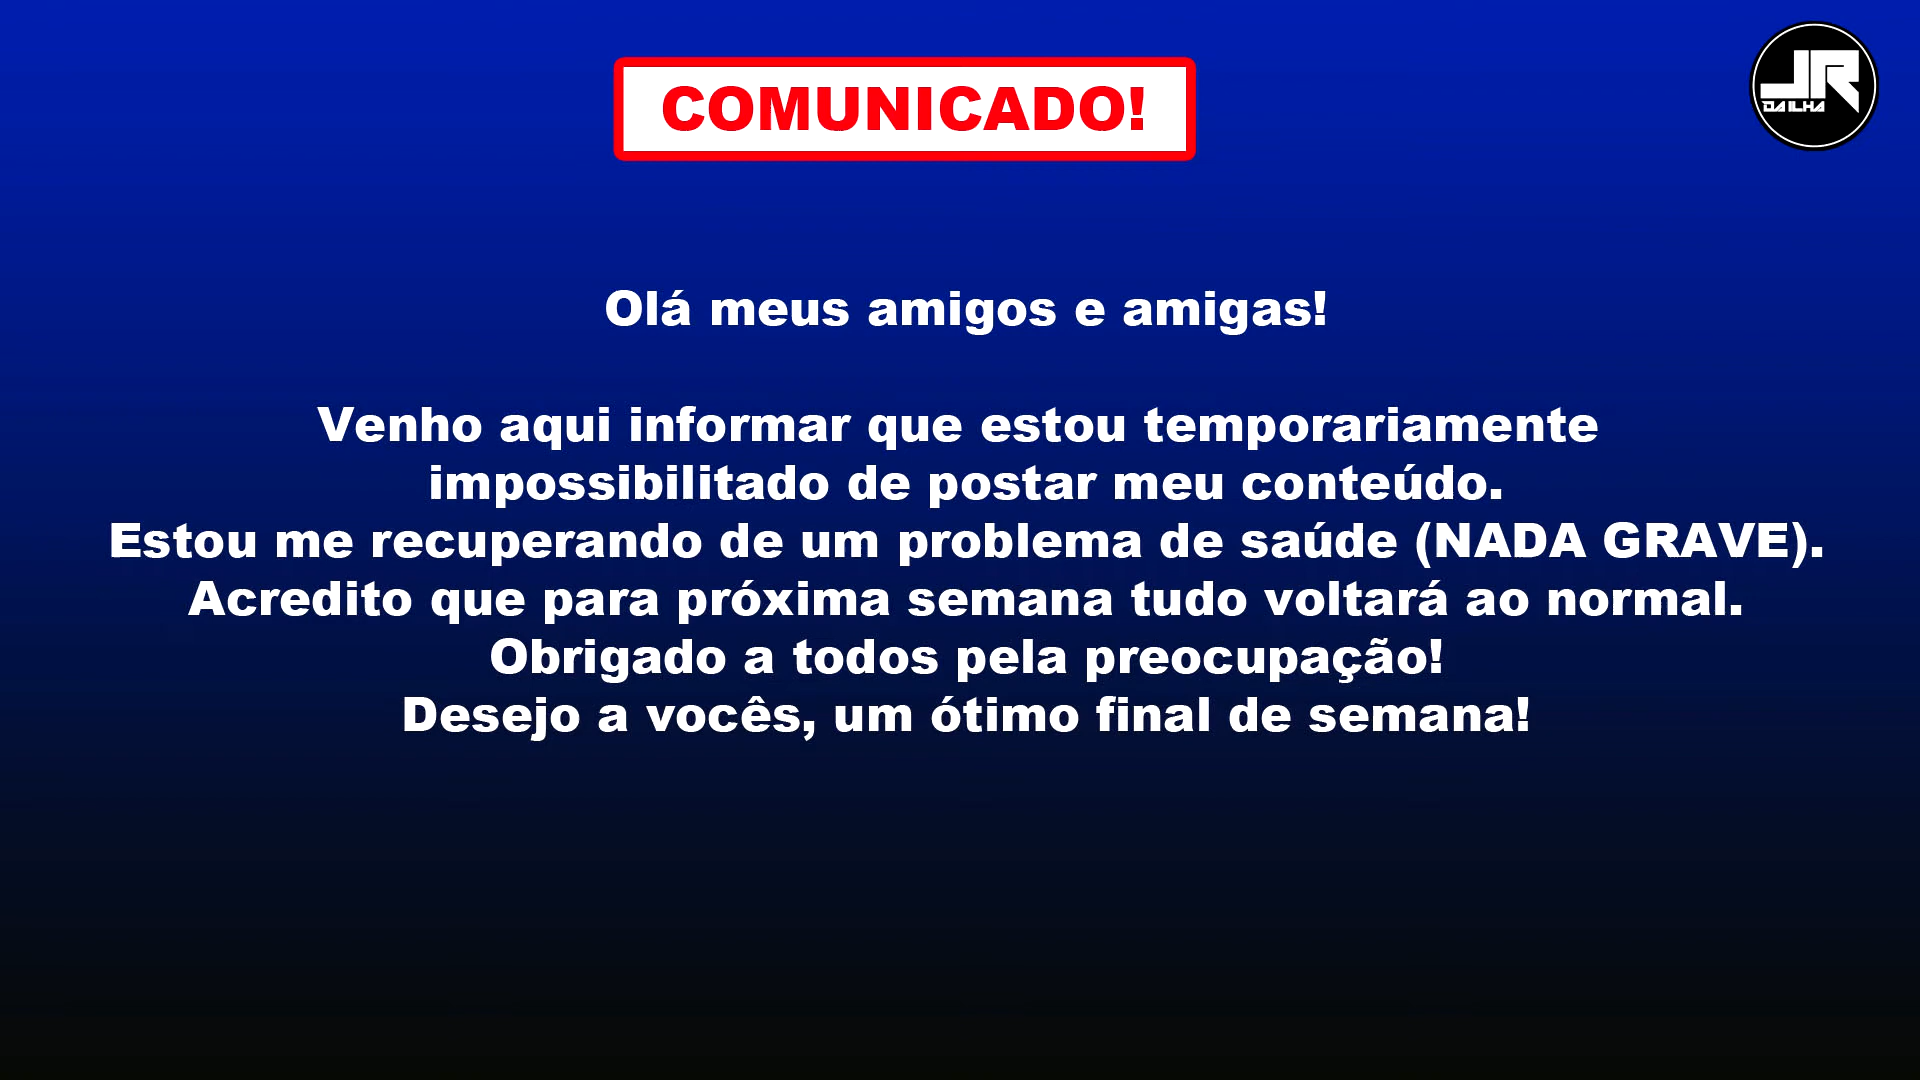 COMUNICADO!
JR
DA ILHA
Olá meus amigos e amigas!
Venho aqui informar que estou temporariamente
impossibilitado de postar meu conteúdo.
Estou me recuperando de um problema de saúde (NADA GRAVE).
Acredito que para próxima semana tudo voltará ao normal.
Obrigado a todos pela preocupação!
Desejo a vocês, um ótimo final de semana!